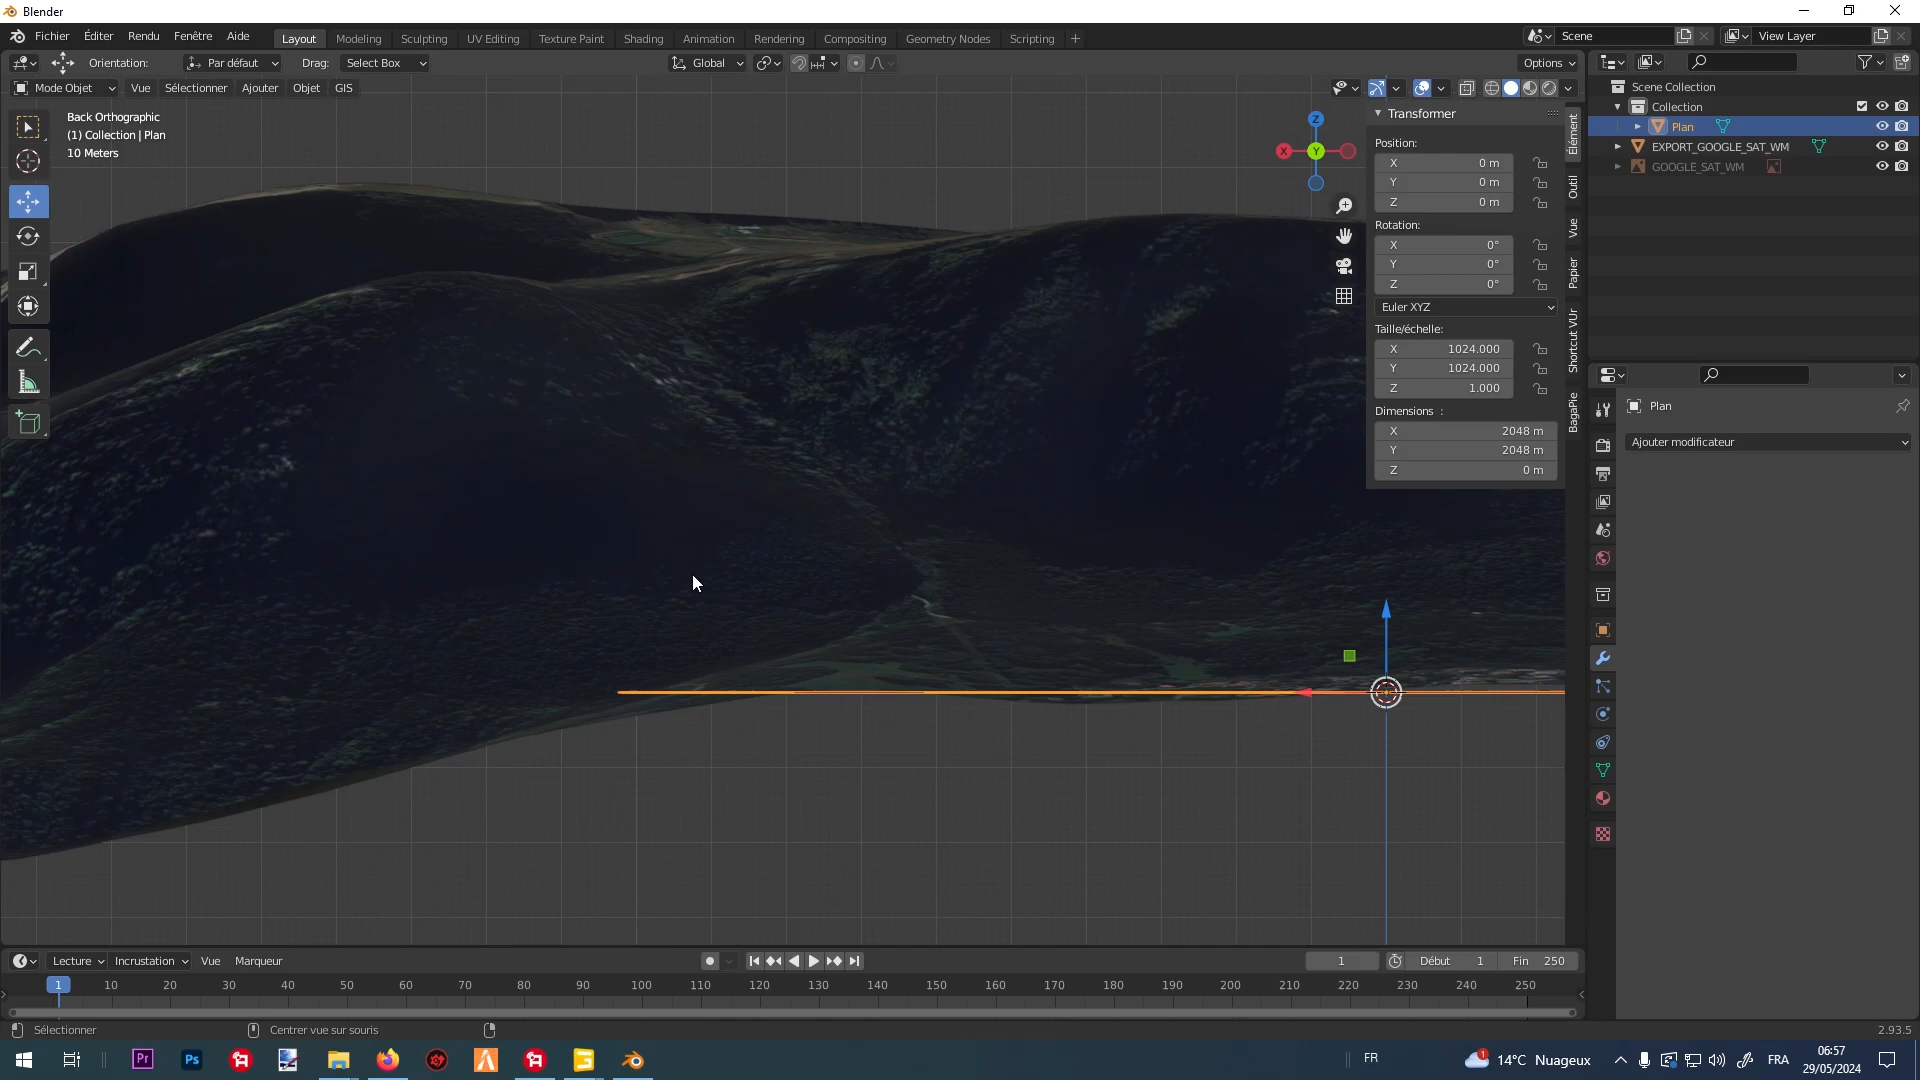 Blender
Fichier Éditer Rendu Fenêtre Aide Layout Modeling Sculpting UV Editing Texture Paint Shading Animation Rendering Compositing Geometry Nodes Scripting + Scene View Layer
Orientation: Par défaut Drag: Select Box Global Options
Mode Objet Vue Sélectionner Ajouter Objet GIS
Back Orthographic
(1) Collection | Plan
10 Meters
Z
X
Y
Transformer
Position:
X 0 m
Y 0 m
Z 0 m
Rotation:
X 0°
Y 0°
Z 0°
Euler XYZ
Taille/échelle:
X 1024.000
Y 1024.000
Z 1.000
Dimensions :
X 2048 m
Y 2048 m
Z 0 m
Élément
Outil
Vue
Papier
Shortcut VUr
BagaPie
Scene Collection
Collection
Plan
EXPORT_GOOGLE_SAT_WM
GOOGLE_SAT_WM
Plan
Ajouter modificateur
Lecture Incrustation Vue Marqueur 1 Début 1 Fin 250
1 10 20 30 40 50 60 70 80 90 100 110 120 130 140 150 160 170 180 190 200 210 220 230 240 250
Sélectionner Centrer vue sur souris 2.93.5
Pr Ps FR 1 14°C Nuageux FRA 06:57
29/05/2024